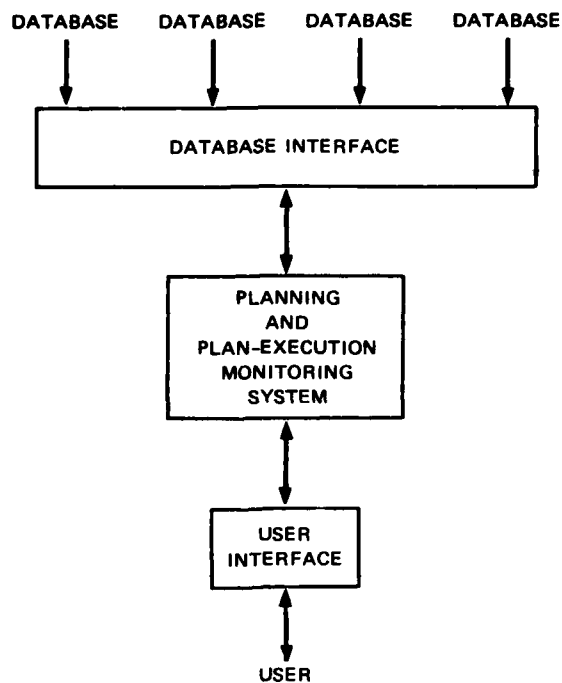 DATABASE DATABASE DATABASE DATABASE
DATABASE INTERFACE
PLANNING
AND
PLAN-EXECUTION
MONITORING
SYSTEM
USER
INTERFACE
USER